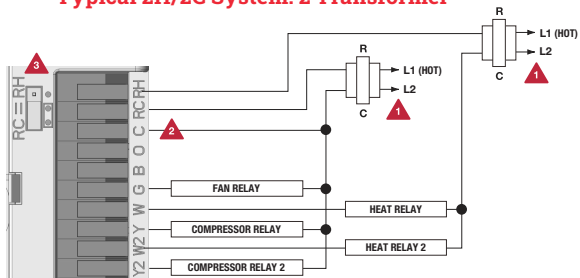 Typical 2H/2C System: 2 Transformer
R
L1 (HOT)
L2
C
1
R
L1 (HOT)
L2
C
1
3
RC = RH
RH
RC
C
2
O
B
G
FAN RELAY
W
HEAT RELAY
Y
COMPRESSOR RELAY
W2
HEAT RELAY 2
Y2
COMPRESSOR RELAY 2